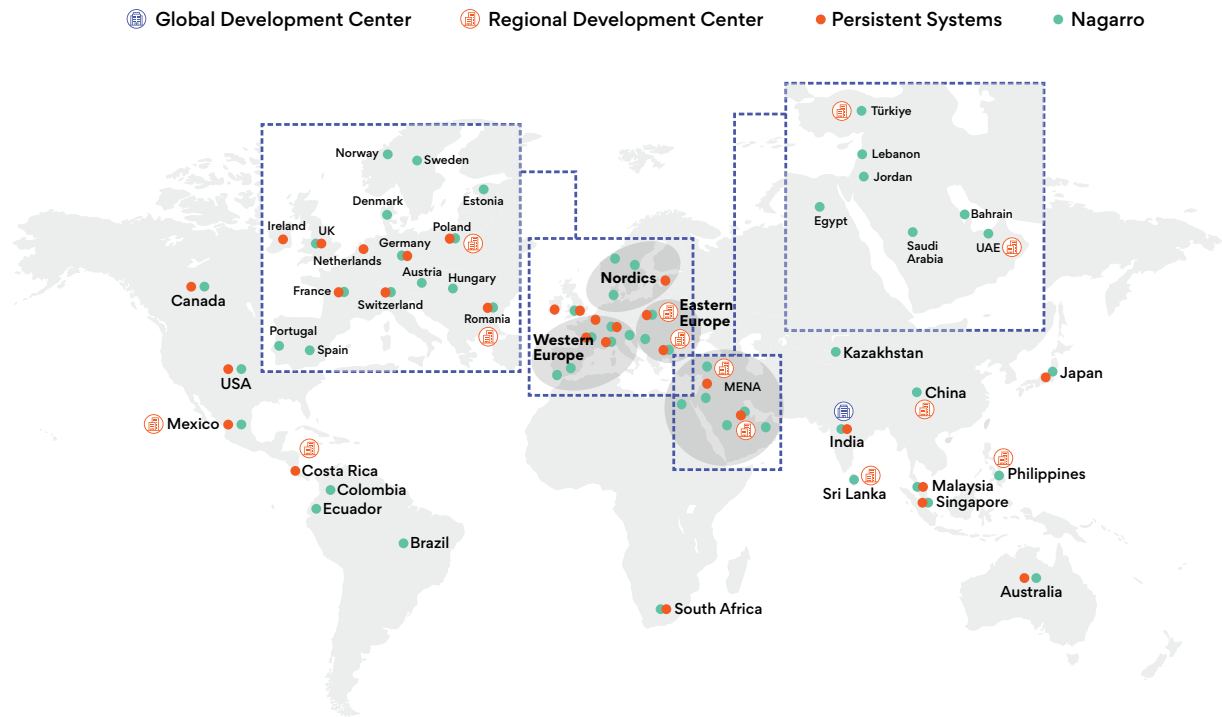 Global Development Center
Regional Development Center
Persistent Systems
Nagarro
Norway
Sweden
Denmark
Estonia
Ireland
UK
Poland
Netherlands
Germany
Austria
Hungary
France
Switzerland
Romania
Portugal
Spain
Türkiye
Lebanon
Jordan
Egypt
Bahrain
Saudi
Arabia
UAE
Nordics
Eastern
Europe
Western
Europe
MENA
Canada
USA
Mexico
Costa Rica
Colombia
Ecuador
Brazil
South Africa
Kazakhstan
China
Japan
India
Sri Lanka
Philippines
Malaysia
Singapore
Australia